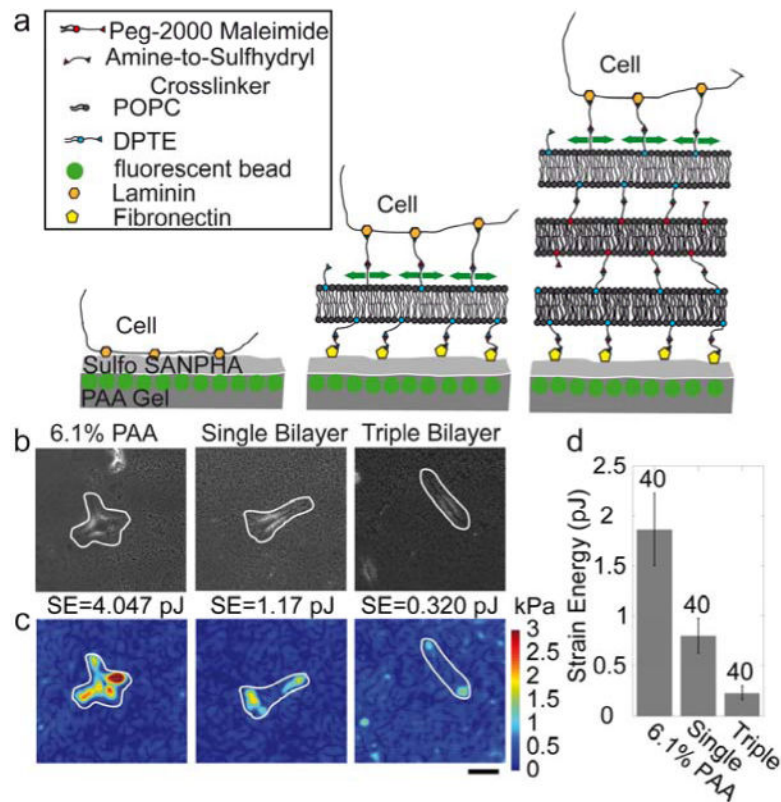 a
Peg-2000 Maleimide
Amine-to-Sulfhydryl
Crosslinker
POPC
DPTE
fluorescent bead
Laminin
Fibronectin
Cell
Sulfo SANPHA
PAA Gel
Cell
Cell
b
6.1% PAA
Single Bilayer
Triple Bilayer
c
SE=4.047 pJ
SE=1.17 pJ
SE=0.320 pJ
kPa
3
2.5
2
1.5
1
0.5
0
d
Strain Energy (pJ)
2.5
2
1.5
1
0.5
0
40
40
40
6.1% PAA
Single
Triple